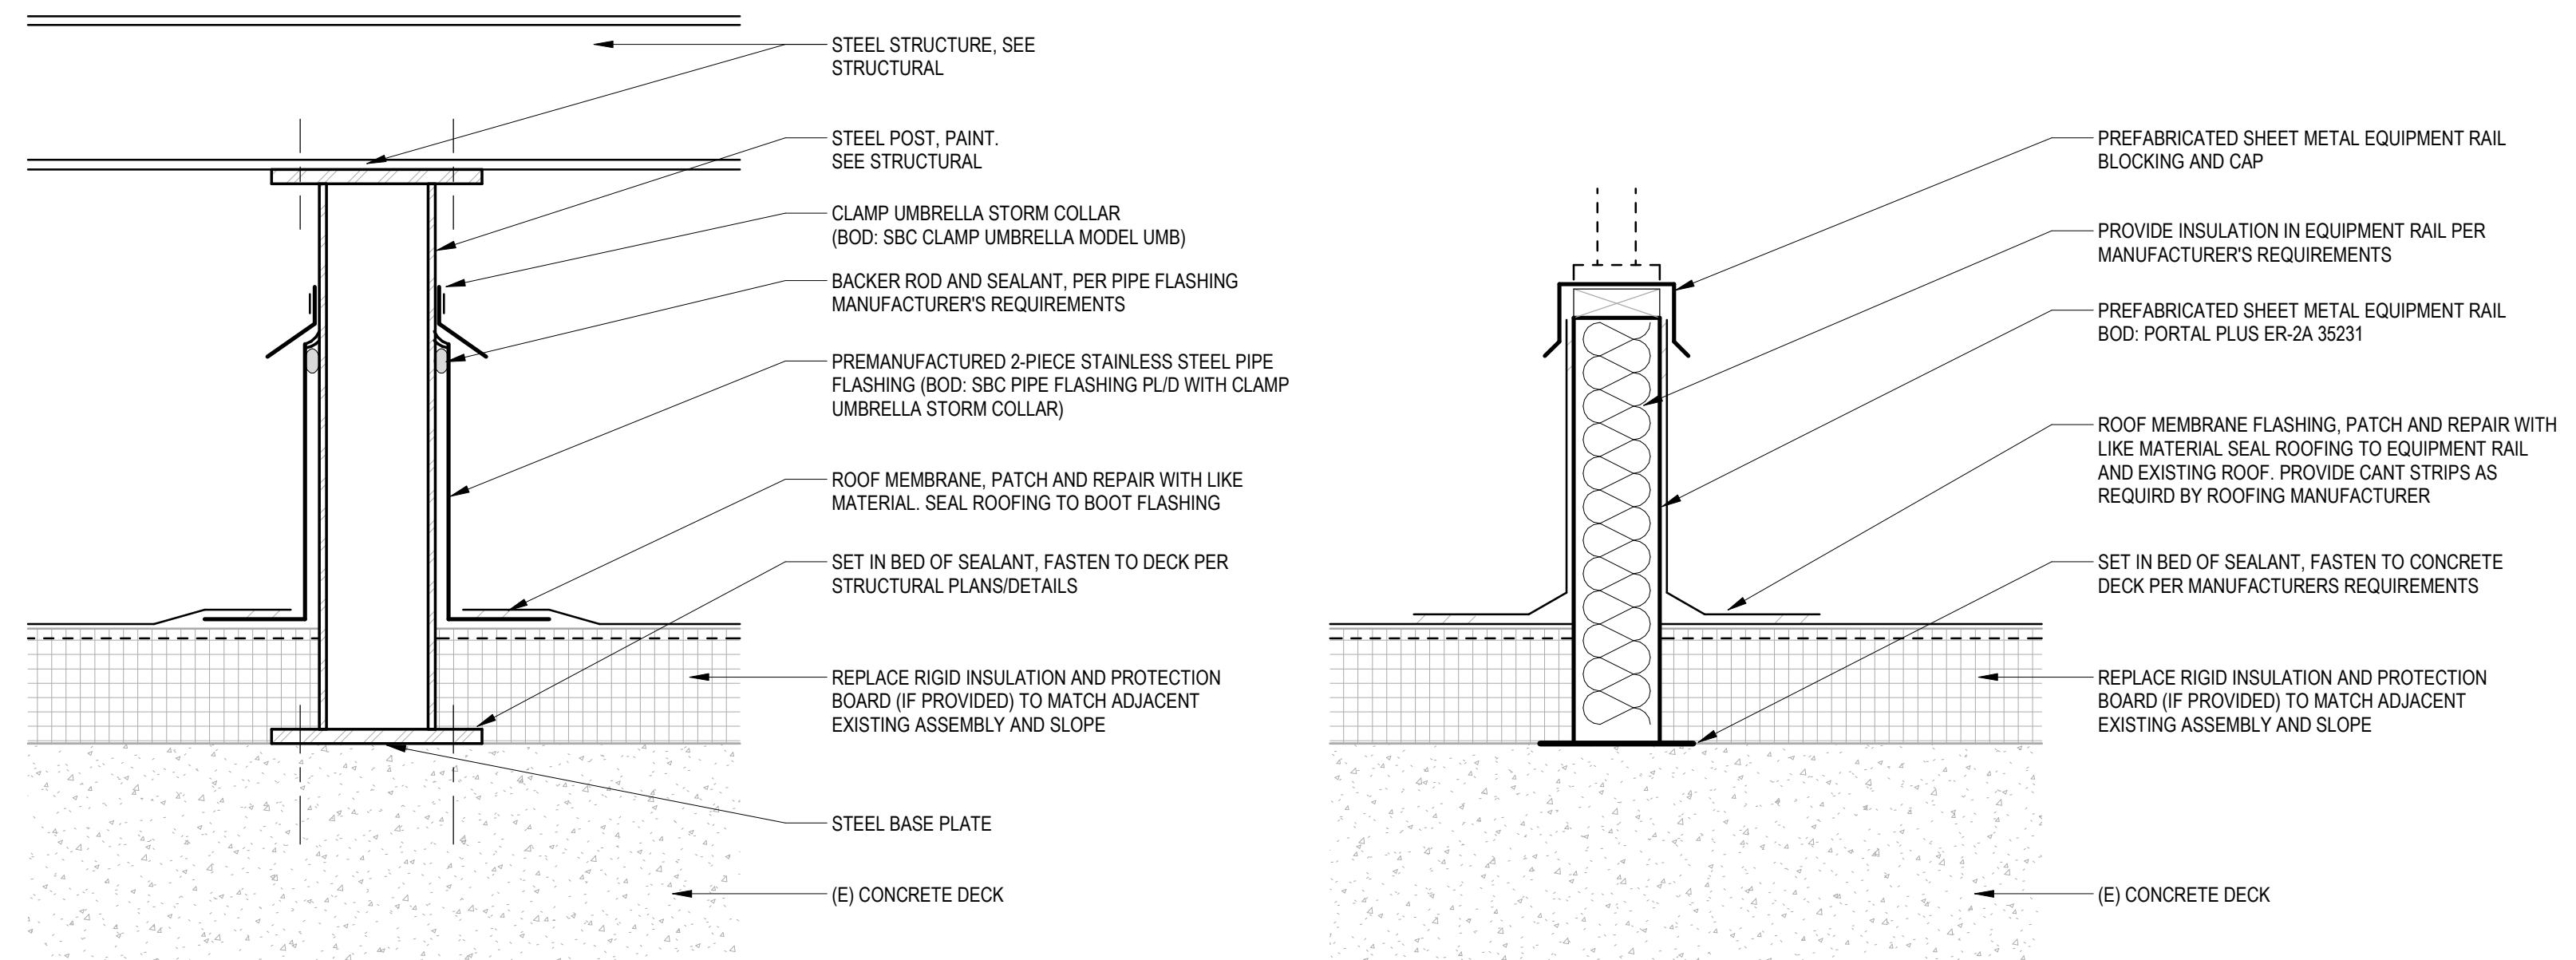 STEEL STRUCTURE, SEE
STRUCTURAL
STEEL POST, PAINT.
SEE STRUCTURAL
CLAMP UMBRELLA STORM COLLAR
(BOD: SBC CLAMP UMBRELLA MODEL UMB)
BACKER ROD AND SEALANT, PER PIPE FLASHING
MANUFACTURER'S REQUIREMENTS
PREMANUFACTURED 2-PIECE STAINLESS STEEL PIPE
FLASHING (BOD: SBC PIPE FLASHING PL/D WITH CLAMP
UMBRELLA STORM COLLAR)
ROOF MEMBRANE, PATCH AND REPAIR WITH LIKE
MATERIAL. SEAL ROOFING TO BOOT FLASHING
SET IN BED OF SEALANT, FASTEN TO DECK PER
STRUCTURAL PLANS/DETAILS
REPLACE RIGID INSULATION AND PROTECTION
BOARD (IF PROVIDED) TO MATCH ADJACENT
EXISTING ASSEMBLY AND SLOPE
STEEL BASE PLATE
(E) CONCRETE DECK
PREFABRICATED SHEET METAL EQUIPMENT RAIL
BLOCKING AND CAP
PROVIDE INSULATION IN EQUIPMENT RAIL PER
MANUFACTURER'S REQUIREMENTS
PREFABRICATED SHEET METAL EQUIPMENT RAIL
BOD: PORTAL PLUS ER-2A 35231
ROOF MEMBRANE FLASHING, PATCH AND REPAIR WITH
LIKE MATERIAL SEAL ROOFING TO EQUIPMENT RAIL
AND EXISTING ROOF. PROVIDE CANT STRIPS AS
REQUIRD BY ROOFING MANUFACTURER
SET IN BED OF SEALANT, FASTEN TO CONCRETE
DECK PER MANUFACTURERS REQUIREMENTS
REPLACE RIGID INSULATION AND PROTECTION
BOARD (IF PROVIDED) TO MATCH ADJACENT
EXISTING ASSEMBLY AND SLOPE
(E) CONCRETE DECK